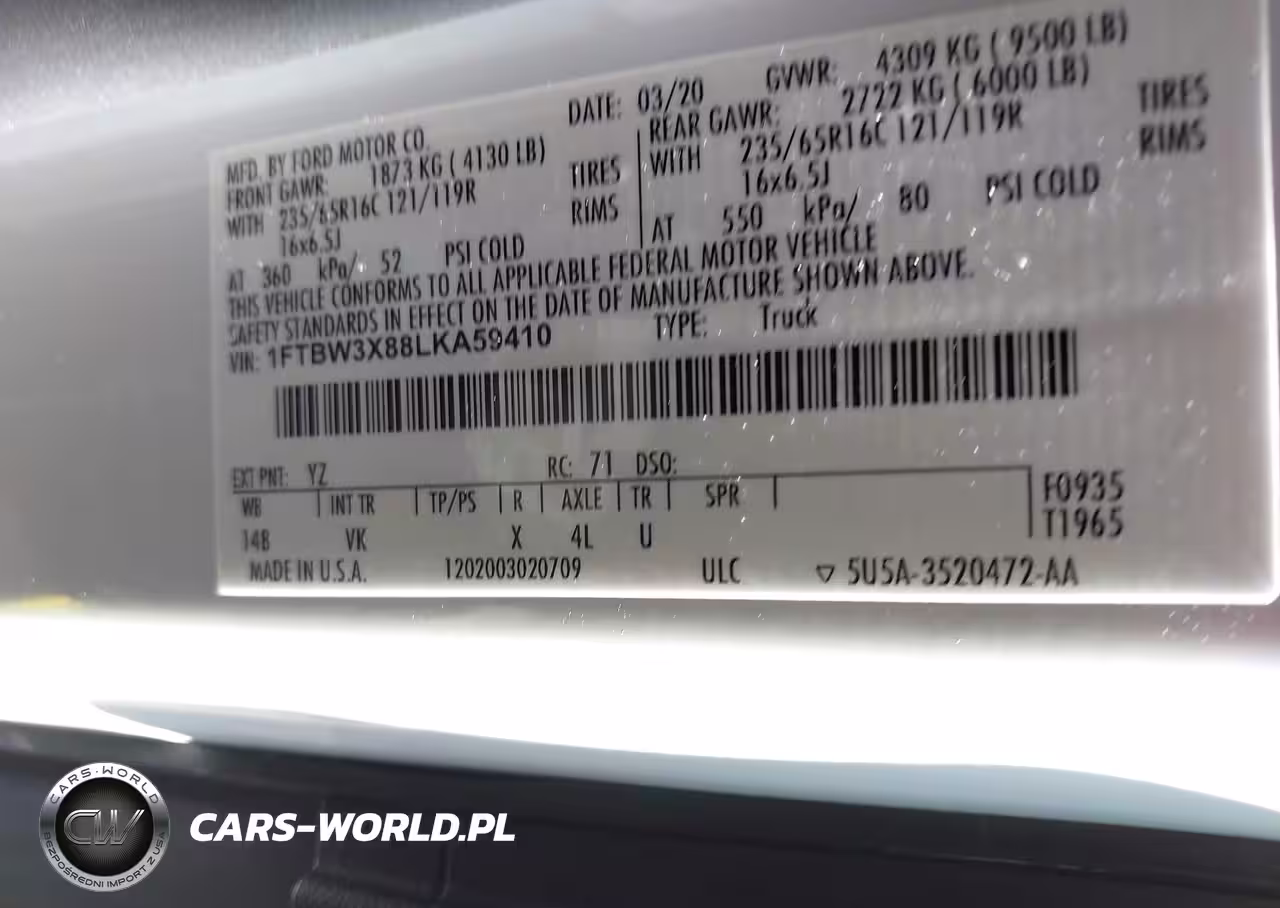 DATE: 03/20 GVWR: 4309 KG ( 9500 LB)
MFD. BY FORD MOTOR CO.
FRONT GAWR: 1873 KG ( 4130 LB)
WITH 235/65R16C 121/119R TIRES
16x6.5J RIMS
AT 360 kPa/ 52 PSI COLD
REAR GAWR: 2722 KG ( 6000 LB)
WITH 235/65R16C 121/119R TIRES
16x6.5J RIMS
AT 550 kPa/ 80 PSI COLD
THIS VEHICLE CONFORMS TO ALL APPLICABLE FEDERAL MOTOR VEHICLE
SAFETY STANDARDS IN EFFECT ON THE DATE OF MANUFACTURE SHOWN ABOVE.
VIN: 1FTBW3X88LKA59410 TYPE: Truck
EXT PNT: YZ RC: 71 DSO:
WB INT TR TP/PS R AXLE TR SPR F0935
148 VK X 4L U T1965
MADE IN U.S.A. 1202003020709 ULC ▽ 5U5A-3520472-AA
CARS-WORLD
CW
BEZPOŚREDNI IMPORT Z USA
CARS-WORLD.PL